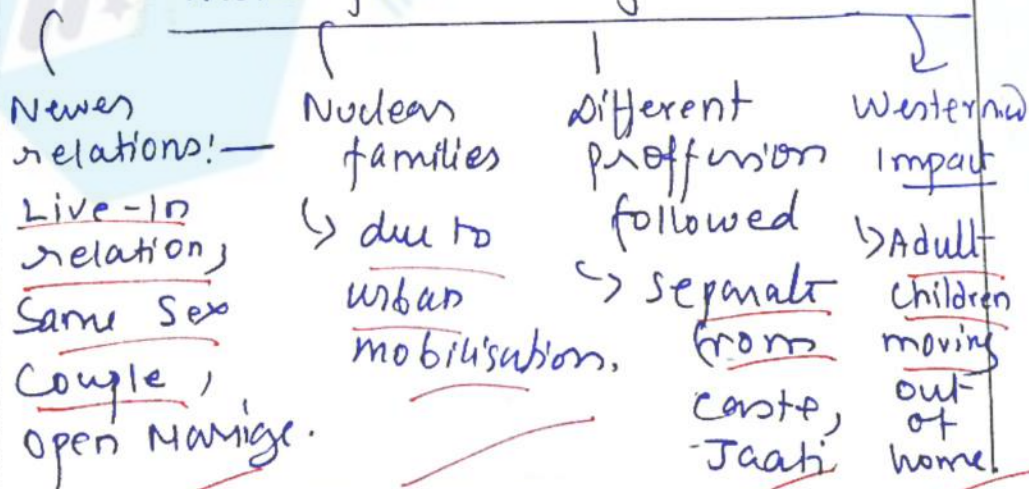 Newer
relations:—
Live-In
relation,
Same Sex
Couple,
Open Marrige.
Nuclear
families
↳ due to
urban
mobilisation.
Different
proffession
followed
↳ separate
from
caste,
Jaati
Westernis
Impact
↳ Adult
children
moving
out
of
home.